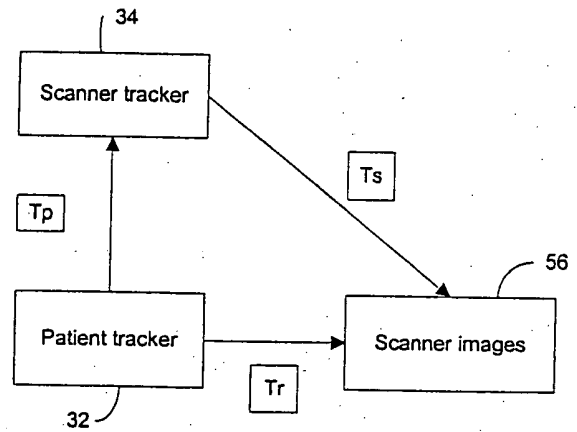 34
Scanner tracker
Ts
Tp
56
Patient tracker
Scanner images
Tr
32